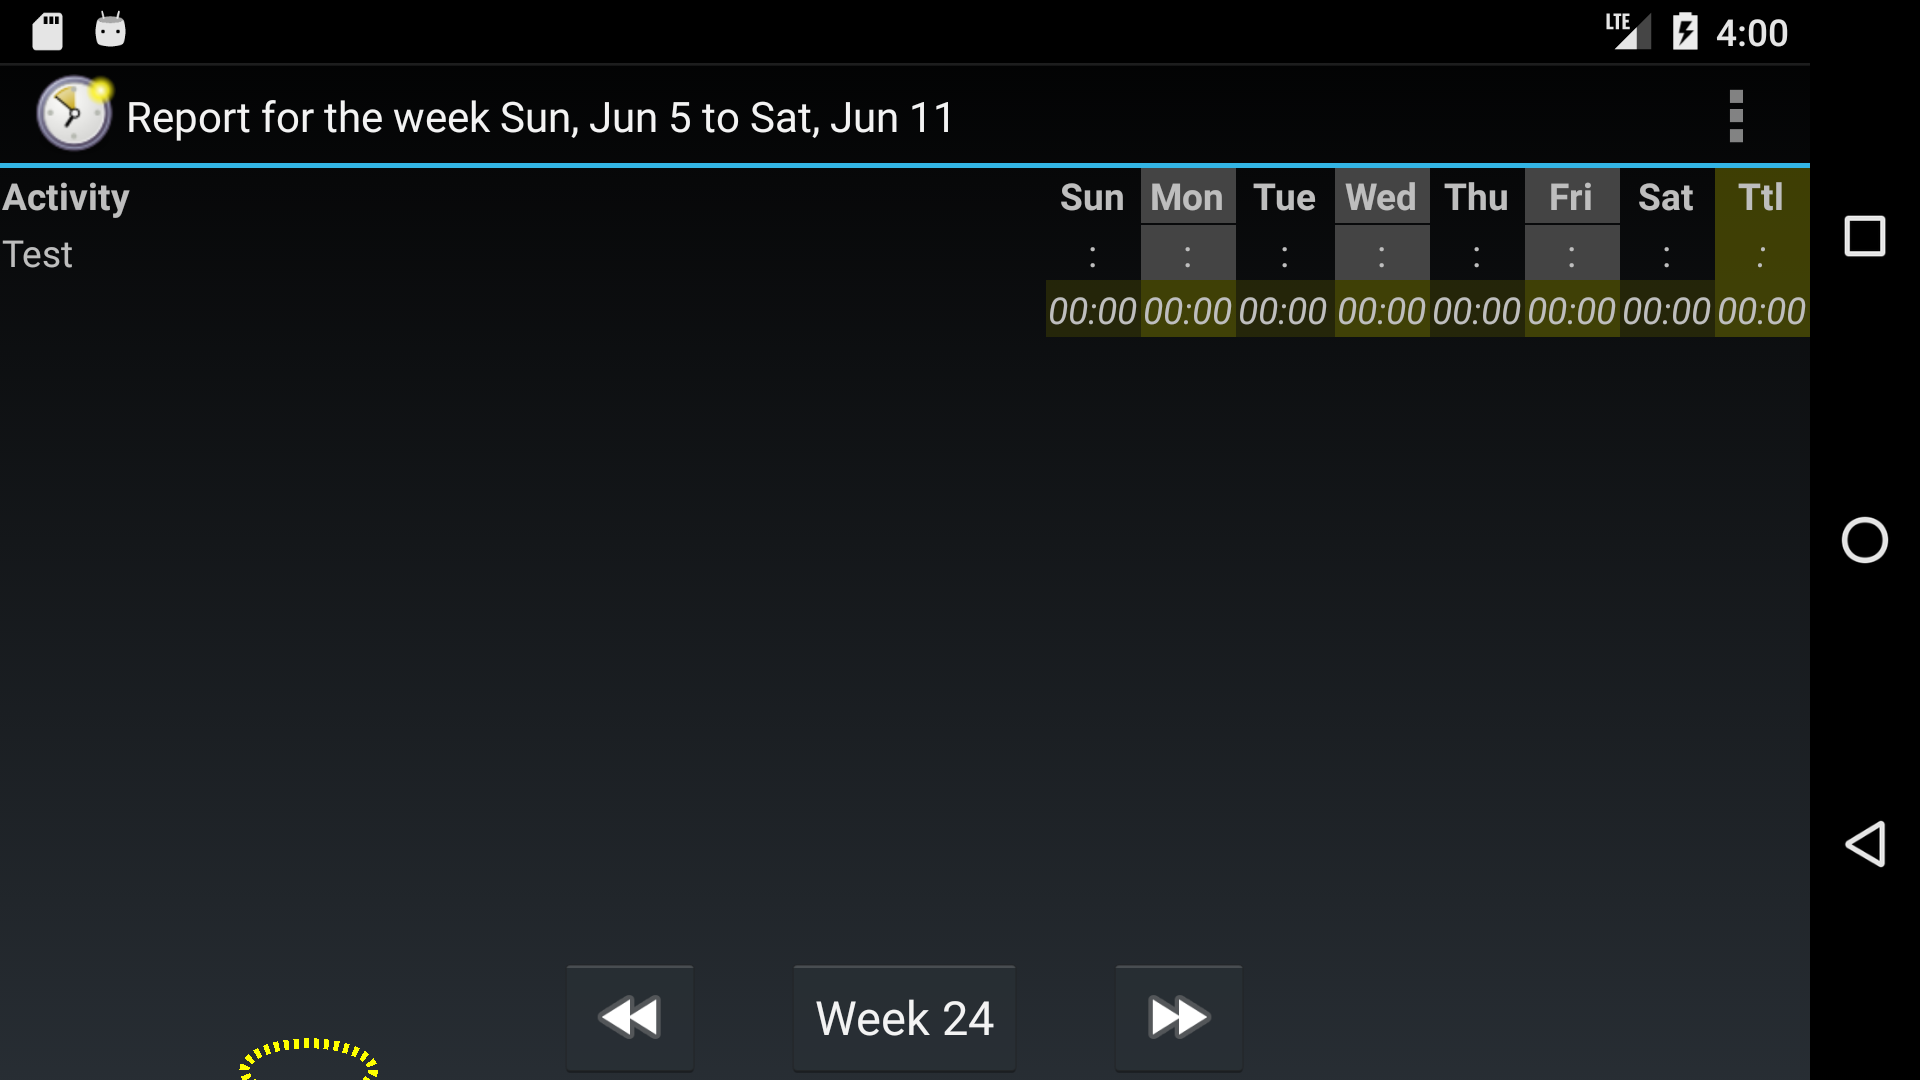 LTE 4:00
Report for the week Sun, Jun 5 to Sat, Jun 11
Activity Sun Mon Tue Wed Thu Fri Sat Ttl
Test : : : : : : : :
00:00 00:00 00:00 00:00 00:00 00:00 00:00 00:00
Week 24